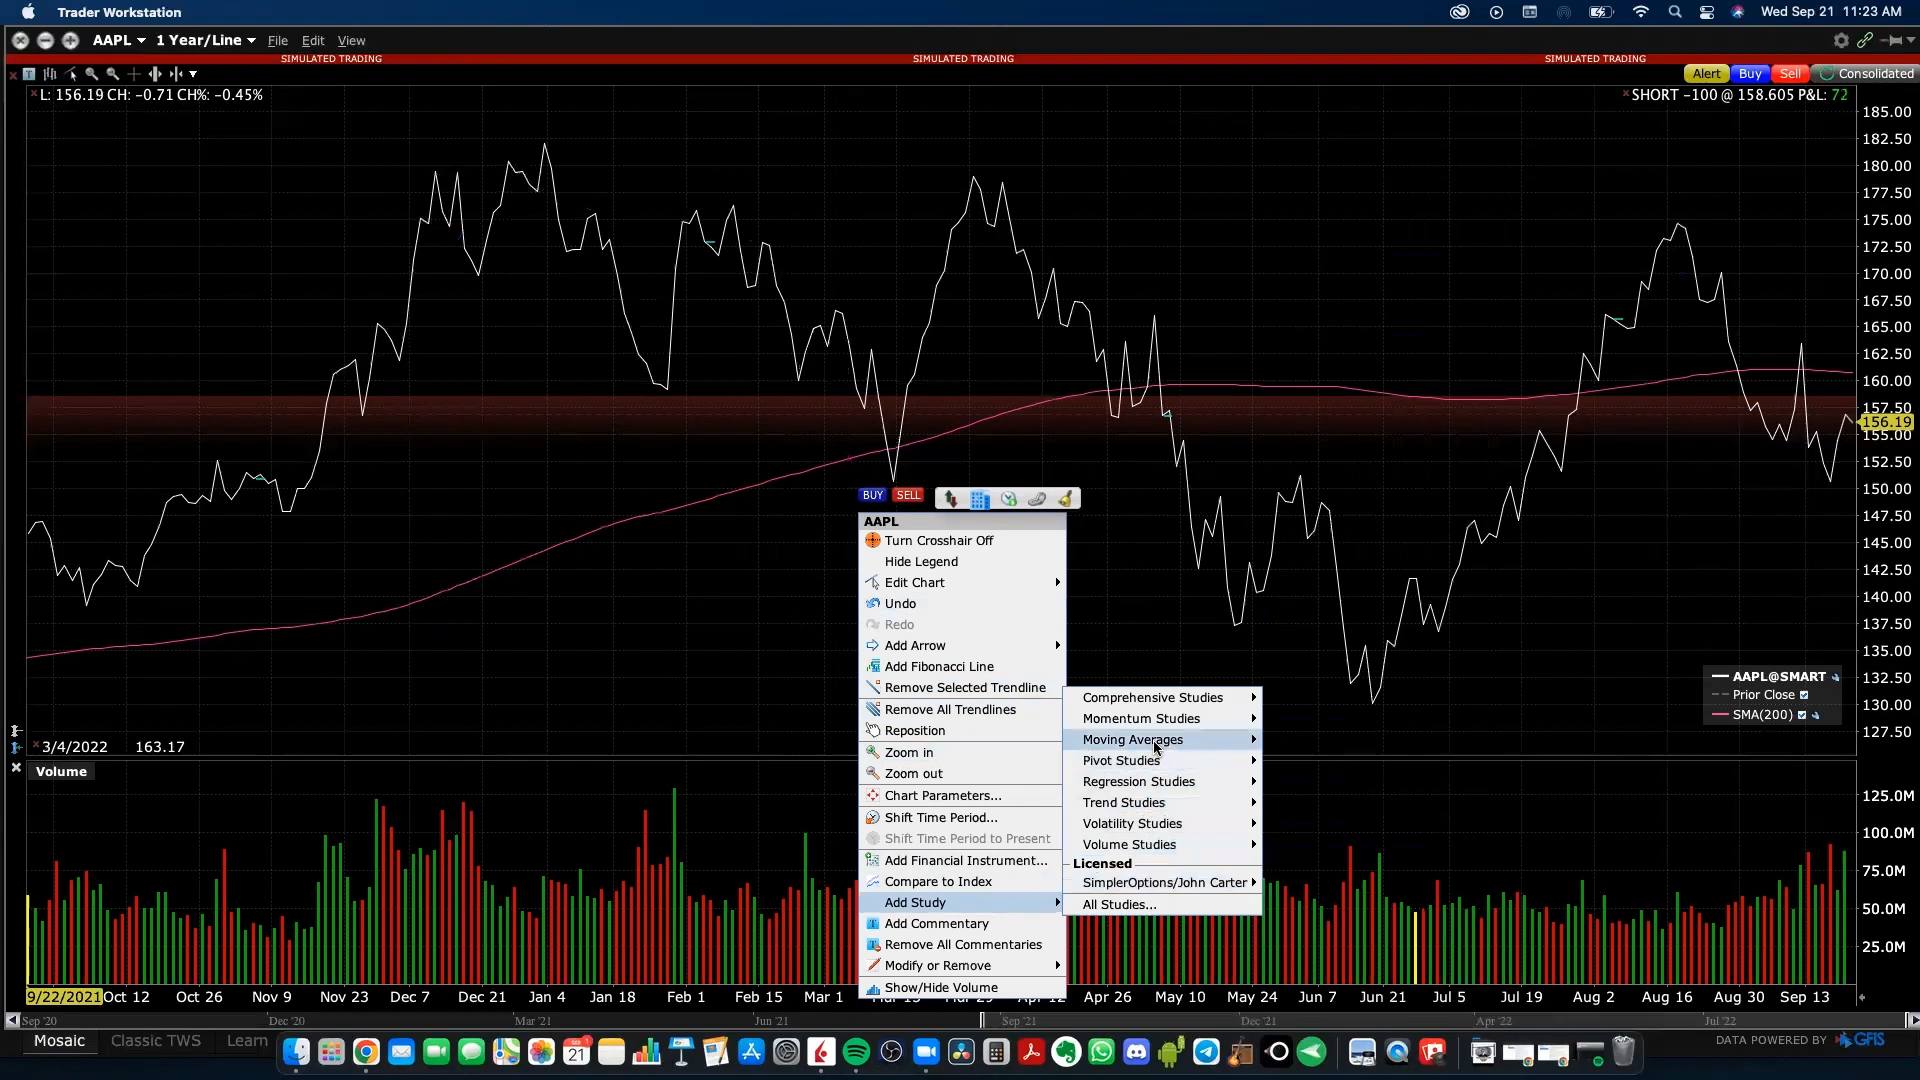 Trader Workstation
Wed Sep 21 11:23 AM
AAPL 1 Year/Line File Edit View
SIMULATED TRADING SIMULATED TRADING SIMULATED TRADING
Alert Buy Sell Consolidated
L: 156.19 CH: −0.71 CH%: −0.45%
SHORT −100 @ 158.605 P&L: 72
185.00
182.50
180.00
177.50
175.00
172.50
170.00
167.50
165.00
162.50
160.00
157.50
156.19
155.00
152.50
150.00
147.50
145.00
142.50
140.00
137.50
135.00
132.50
130.00
127.50
BUY SELL
AAPL
Turn Crosshair Off
Hide Legend
Edit Chart
Undo
Redo
Add Arrow
Add Fibonacci Line
Remove Selected Trendline
Remove All Trendlines
Reposition
Zoom in
Zoom out
Chart Parameters...
Shift Time Period...
Shift Time Period to Present
Add Financial Instrument...
Compare to Index
Add Study
Add Commentary
Remove All Commentaries
Modify or Remove
Show/Hide Volume
Comprehensive Studies
Momentum Studies
Moving Averages
Pivot Studies
Regression Studies
Trend Studies
Volatility Studies
Volume Studies
Licensed
SimplerOptions/John Carter
All Studies...
AAPL@SMART
Prior Close
SMA(200)
3/4/2022 163.17
Volume
125.0M
100.0M
75.0M
50.0M
25.0M
9/22/2021 Oct 12 Oct 26 Nov 9 Nov 23 Dec 7 Dec 21 Jan 4 Jan 18 Feb 1 Feb 15 Mar 1 Mar 15 Mar 29 Apr 12 Apr 26 May 10 May 24 Jun 7 Jun 21 Jul 5 Jul 19 Aug 2 Aug 16 Aug 30 Sep 13
Sep '20 Dec '20 Mar '21 Jun '21 Sep '21 Dec '21 Apr '22 Jul '22
Mosaic Classic TWS Learn
21
DATA POWERED BY GFIS